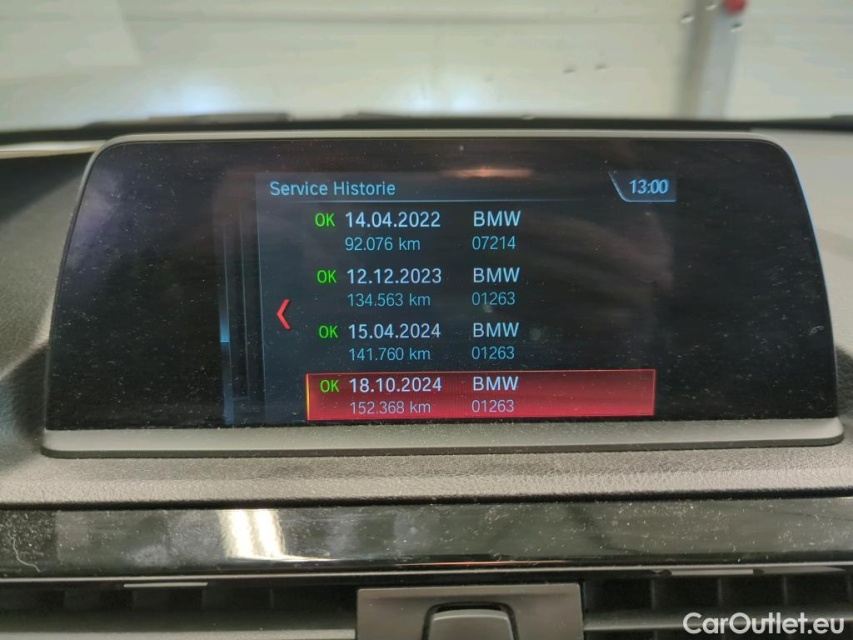 Service Historie 13:00
OK 14.04.2022 BMW
92.076 km 07214
OK 12.12.2023 BMW
134.563 km 01263
OK 15.04.2024 BMW
141.760 km 01263
OK 18.10.2024 BMW
152.368 km 01263
CarOutlet.eu